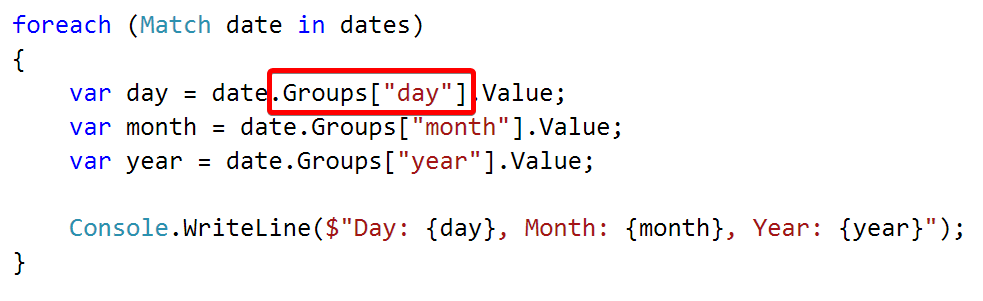 foreach (Match date in dates)
{
    var day = date.Groups["day"].Value;
    var month = date.Groups["month"].Value;
    var year = date.Groups["year"].Value;

    Console.WriteLine($"Day: {day}, Month: {month}, Year: {year}");
}